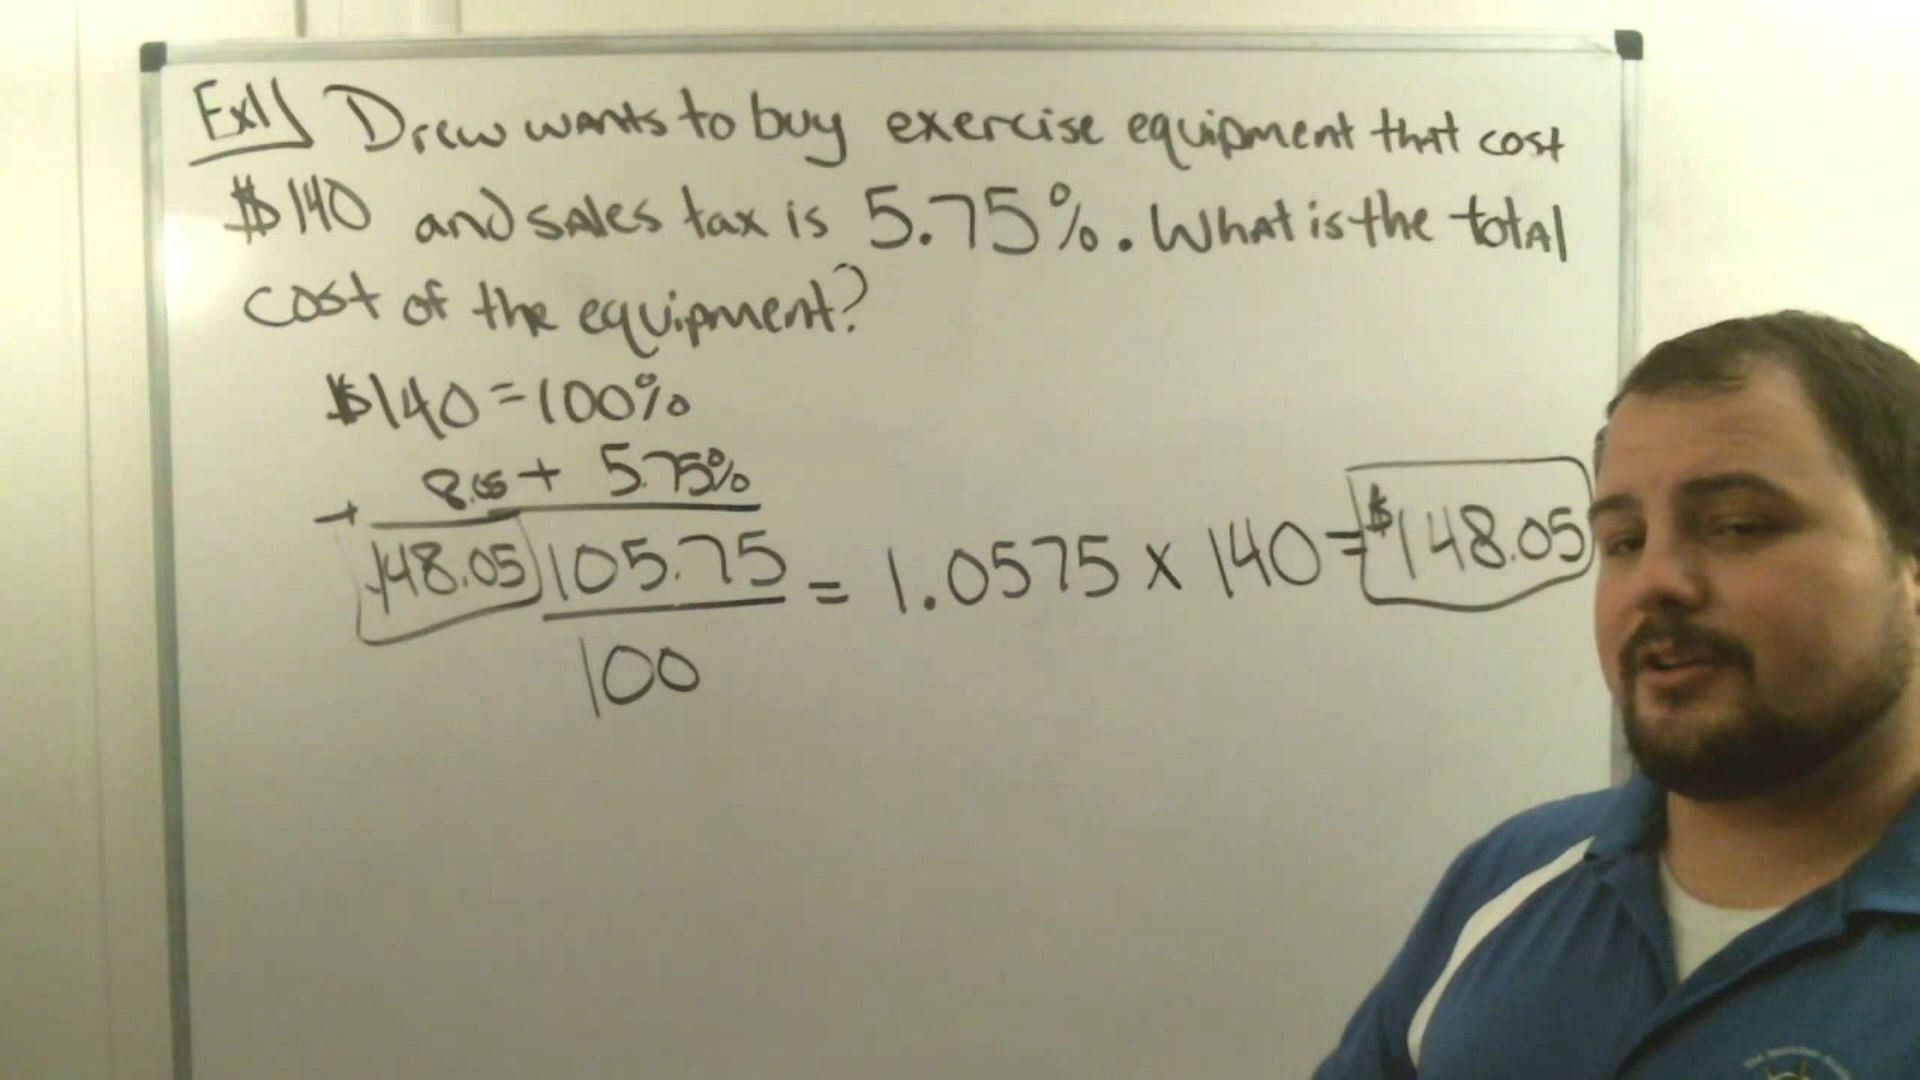 Ex1) Drew wants to buy exercise equipment that cost
$140 and sales tax is 5.75%. What is the total
cost of the equipment?
$140 = 100%
+ 8.05 + 5.75%
148.05 105.75 = 1.0575 x 140 = $148.05
100